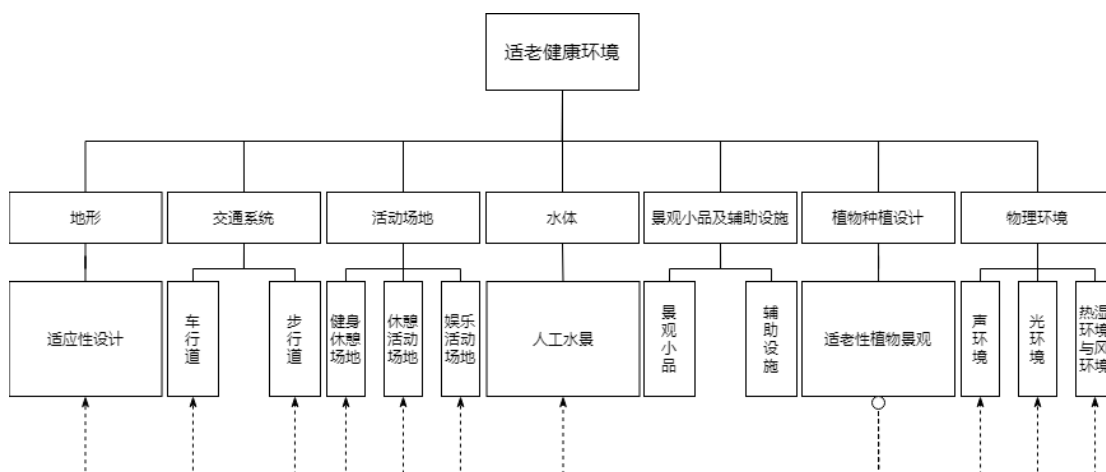 适老健康环境
地形
交通系统
活动场地
水体
景观小品及辅助设施
植物种植设计
物理环境
适应性设计
车行道
步行道
健身
休憩
场地
休憩
活动
场地
娱乐
活动
场地
人工水景
景观小品
辅助设施
适老性植物景观
声环境
光环境
热湿
环境
与风
环境